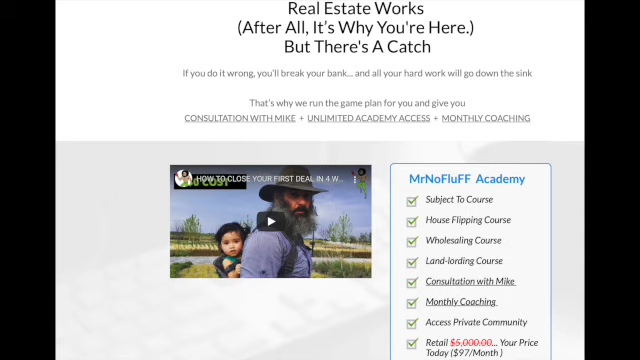 Real Estate Works
(After All, It's Why You're Here.)
But There's A Catch
If you do it wrong, you'll break your bank... and all your hard work will go down the sink
That's why we run the game plan for you and give you
CONSULTATION WITH MIKE + UNLIMITED ACADEMY ACCESS + MONTHLY COACHING
HOW TO CLOSE YOUR FIRST DEAL IN 4 W...
COST
MrNoFluFF Academy
Subject To Course
House Flipping Course
Wholesaling Course
Land-lording Course
Consultation with Mike
Monthly Coaching
Access Private Community
Retail $5,000.00... Your Price
Today ($97/Month )